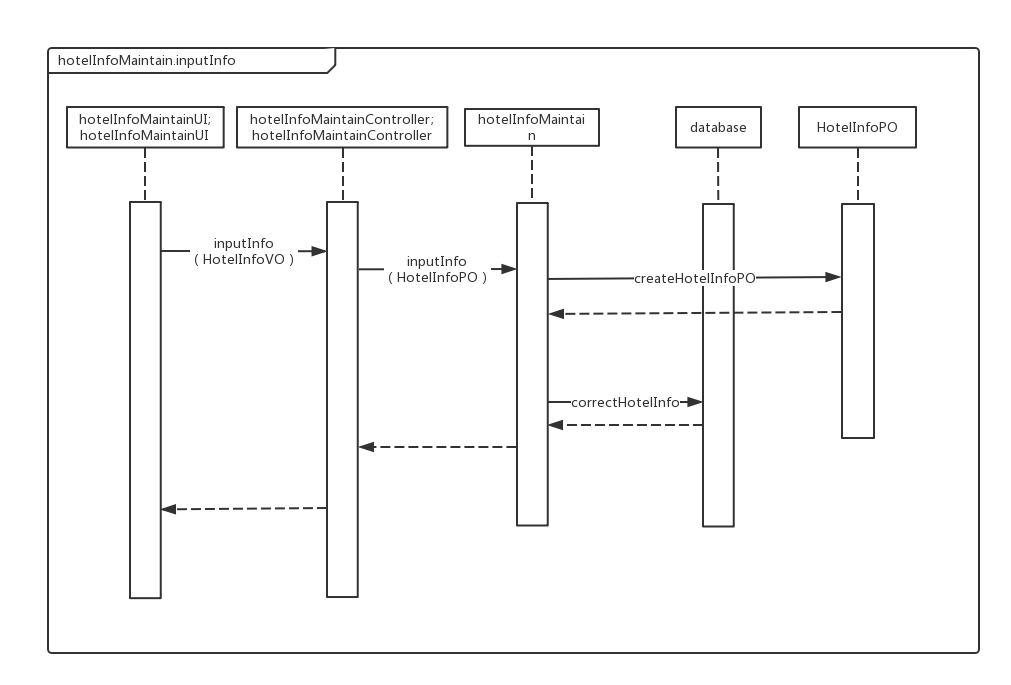 hotelInfoMaintain.inputInfo
hotelInfoMaintainUI;
hotelInfoMaintainUI
hotelInfoMaintainController;
hotelInfoMaintainController
hotelInfoMaintai
n
database
HotelInfoPO
inputInfo
( HotelInfoVO )
inputInfo
( HotelInfoPO )
createHotelInfoPO
correctHotelInfo